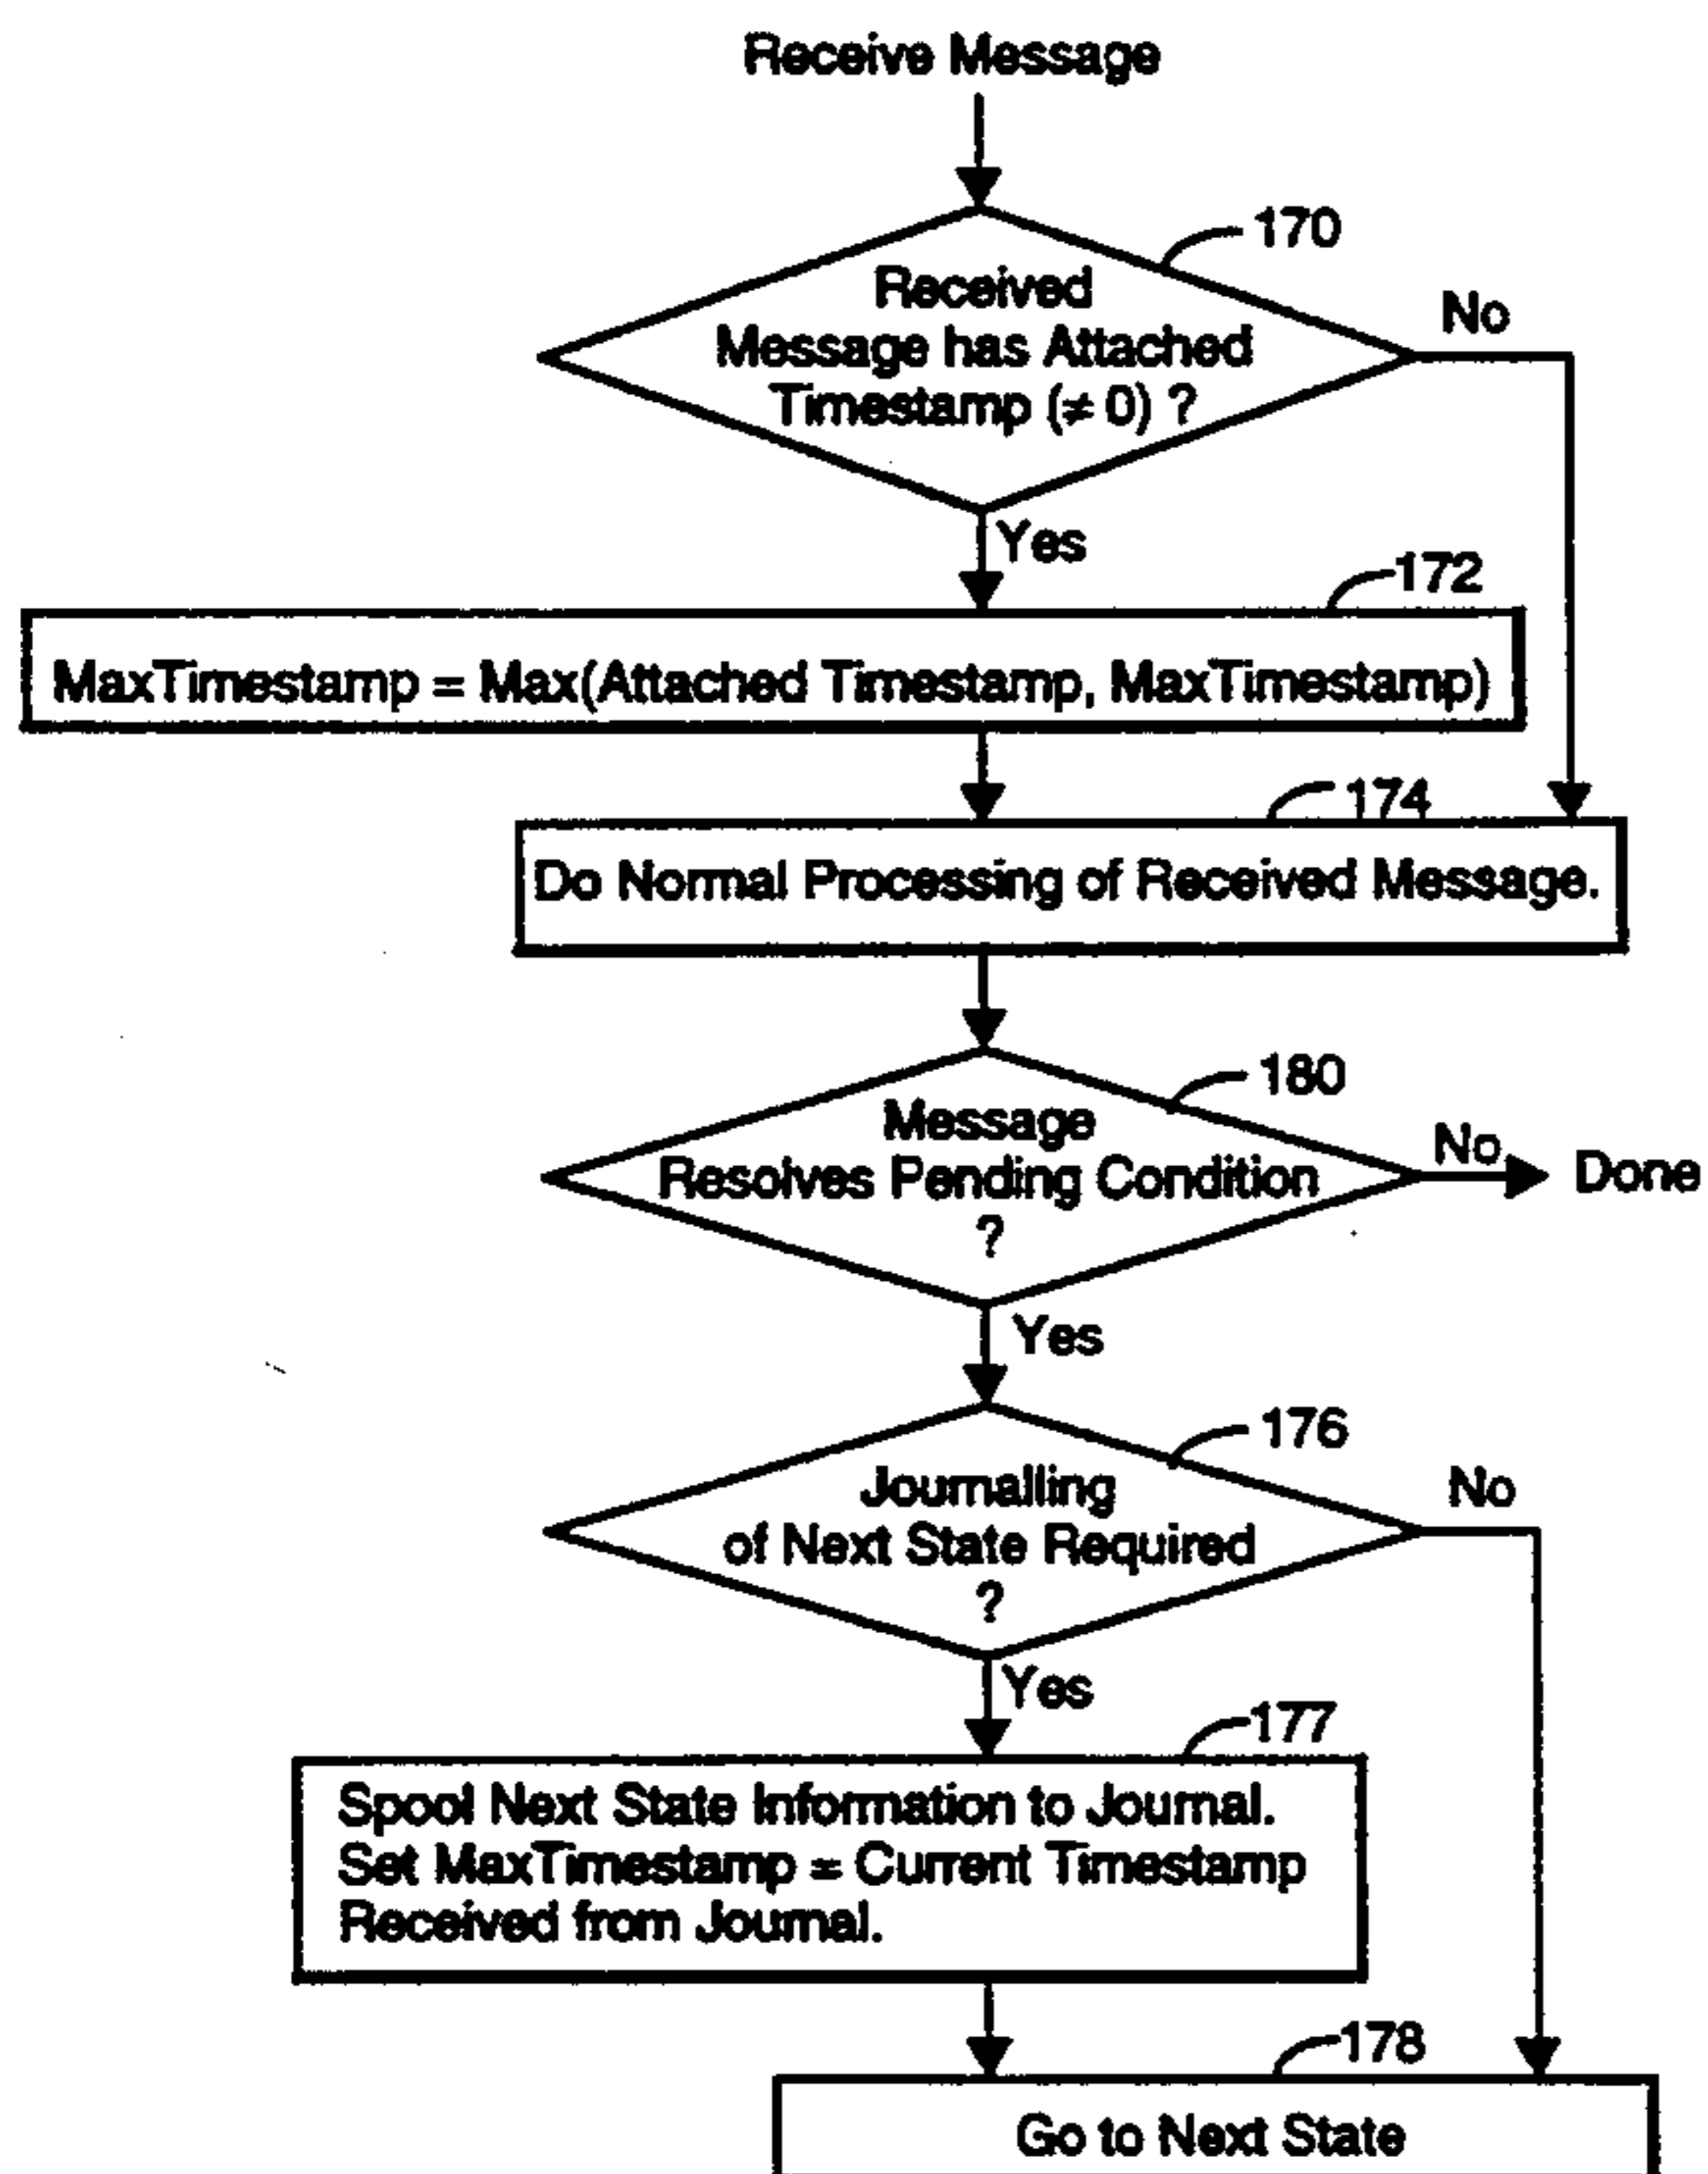 Receive Message
170
Received
Message has Attached
Timestamp (≠ 0) ?
No
Yes
172
MaxTimestamp = Max(Attached Timestamp, MaxTimestamp)
174
Do Normal Processing of Received Message.
180
Message
Resolves Pending Condition
?
No
Done
Yes
176
Journalling
of Next State Required
?
No
Yes
177
Spool Next State Information to Journal.
Set MaxTimestamp = Current Timestamp
Received from Journal.
178
Go to Next State